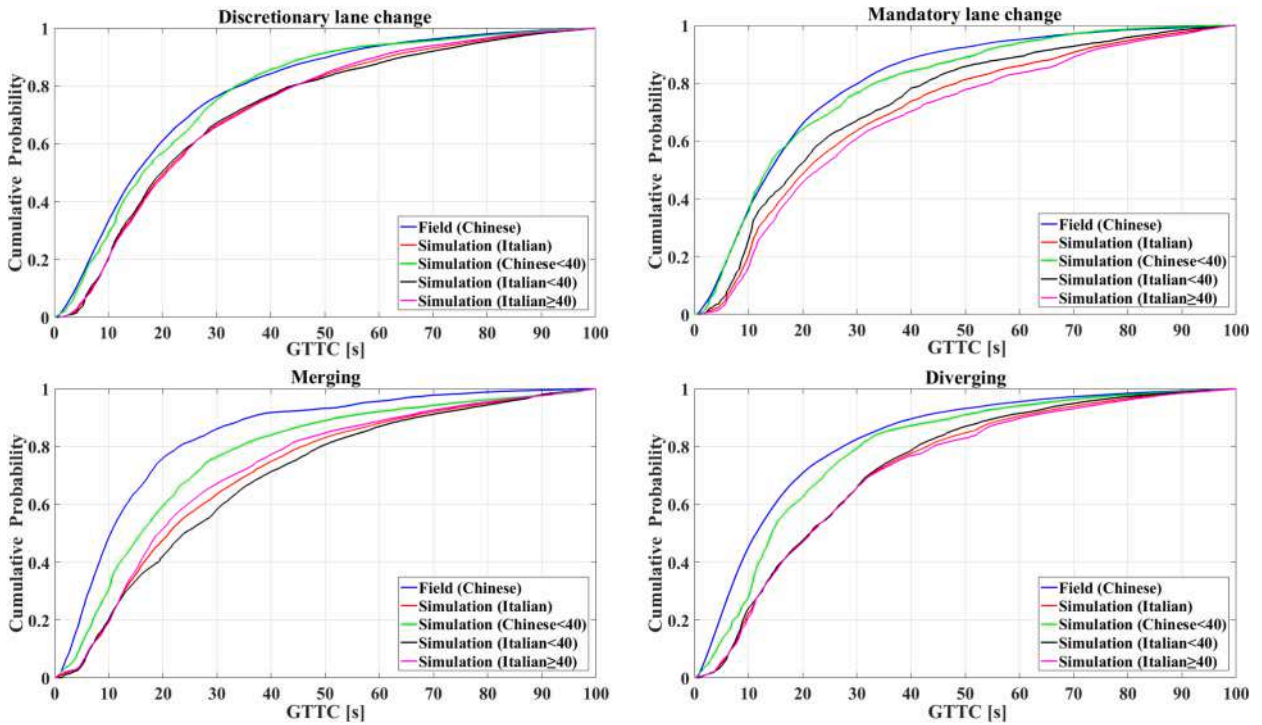 Discretionary lane change
Cumulative Probability
1
0.8
0.6
0.4
0.2
0
Field (Chinese)
Simulation (Italian)
Simulation (Chinese<40)
Simulation (Italian<40)
Simulation (Italian≥40)
0 10 20 30 40 50 60 70 80 90 100
GTTC [s]
Mandatory lane change
Cumulative Probability
1
0.8
0.6
0.4
0.2
0
Field (Chinese)
Simulation (Italian)
Simulation (Chinese<40)
Simulation (Italian<40)
Simulation (Italian≥40)
0 10 20 30 40 50 60 70 80 90 100
GTTC [s]
Merging
Cumulative Probability
1
0.8
0.6
0.4
0.2
0
Field (Chinese)
Simulation (Italian)
Simulation (Chinese<40)
Simulation (Italian<40)
Simulation (Italian≥40)
0 10 20 30 40 50 60 70 80 90 100
GTTC [s]
Diverging
Cumulative Probability
1
0.8
0.6
0.4
0.2
0
Field (Chinese)
Simulation (Italian)
Simulation (Chinese<40)
Simulation (Italian<40)
Simulation (Italian≥40)
0 10 20 30 40 50 60 70 80 90 100
GTTC [s]